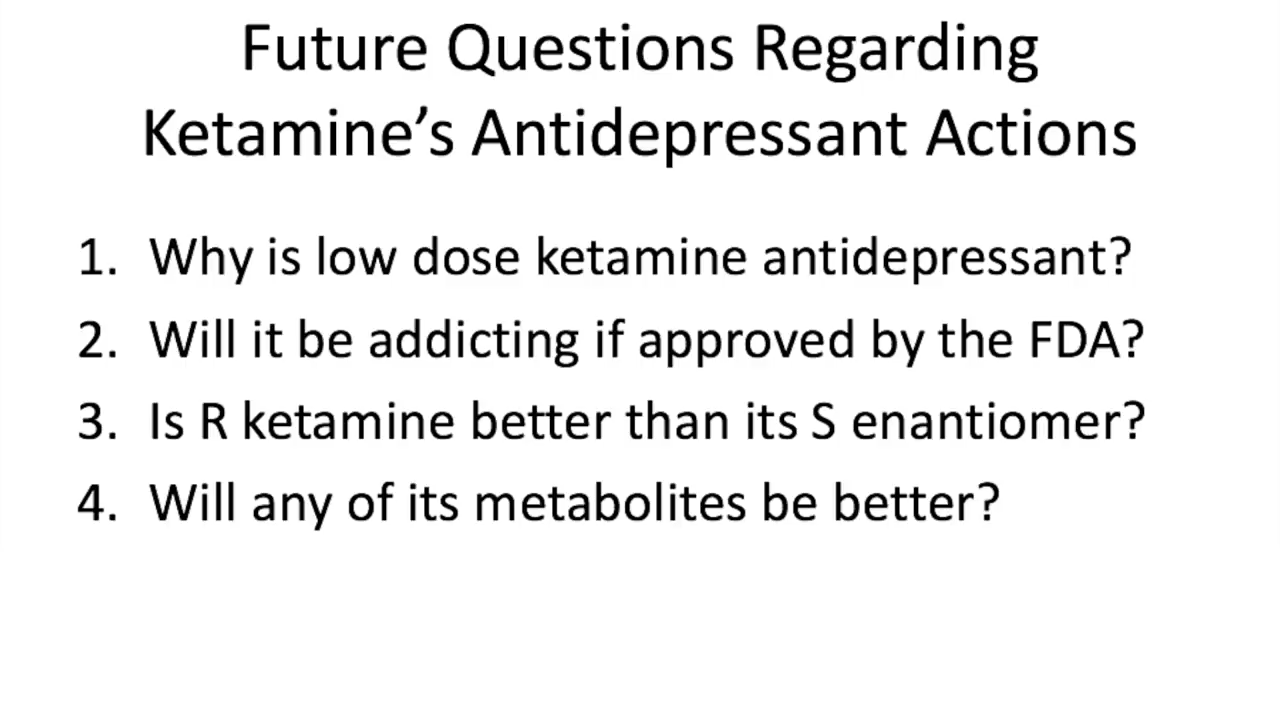 Future Questions Regarding
Ketamine’s Antidepressant Actions
1. Why is low dose ketamine antidepressant?
2. Will it be addicting if approved by the FDA?
3. Is R ketamine better than its S enantiomer?
4. Will any of its metabolites be better?